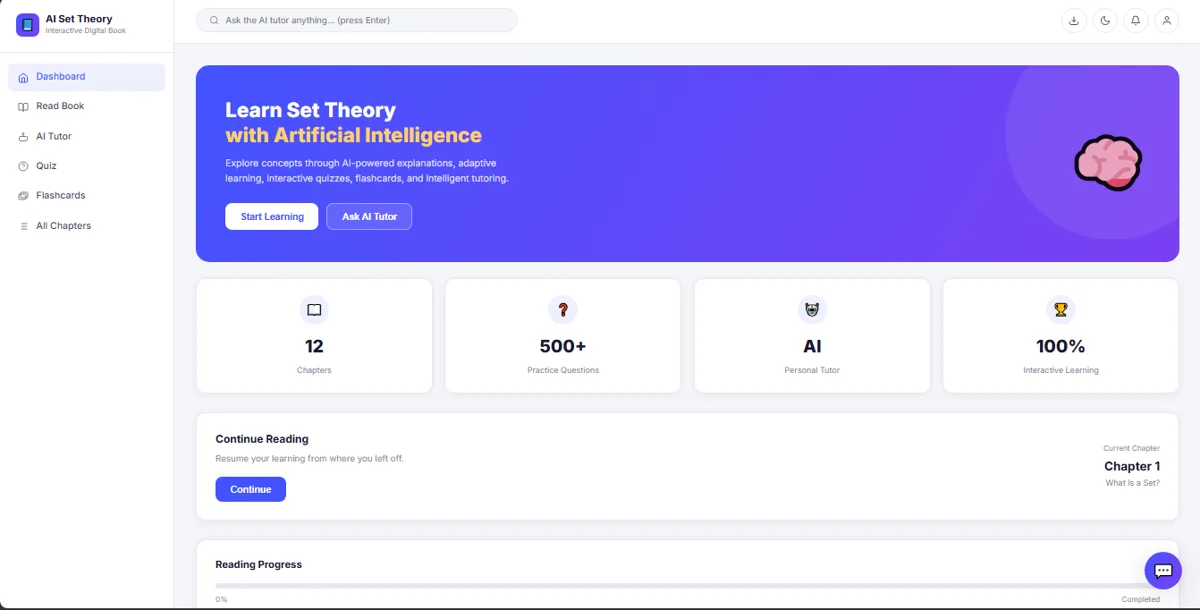 AI Set Theory
Interactive Digital Book
Ask the AI tutor anything... (press Enter)
Dashboard
Read Book
AI Tutor
Quiz
Flashcards
All Chapters
Learn Set Theory
with Artificial Intelligence
Explore concepts through AI-powered explanations, adaptive
learning, interactive quizzes, flashcards, and intelligent tutoring.
Start Learning
Ask AI Tutor
12
Chapters
500+
Practice Questions
AI
Personal Tutor
100%
Interactive Learning
Continue Reading
Resume your learning from where you left off.
Continue
Current Chapter
Chapter 1
What Is a Set?
Reading Progress
0%
Completed